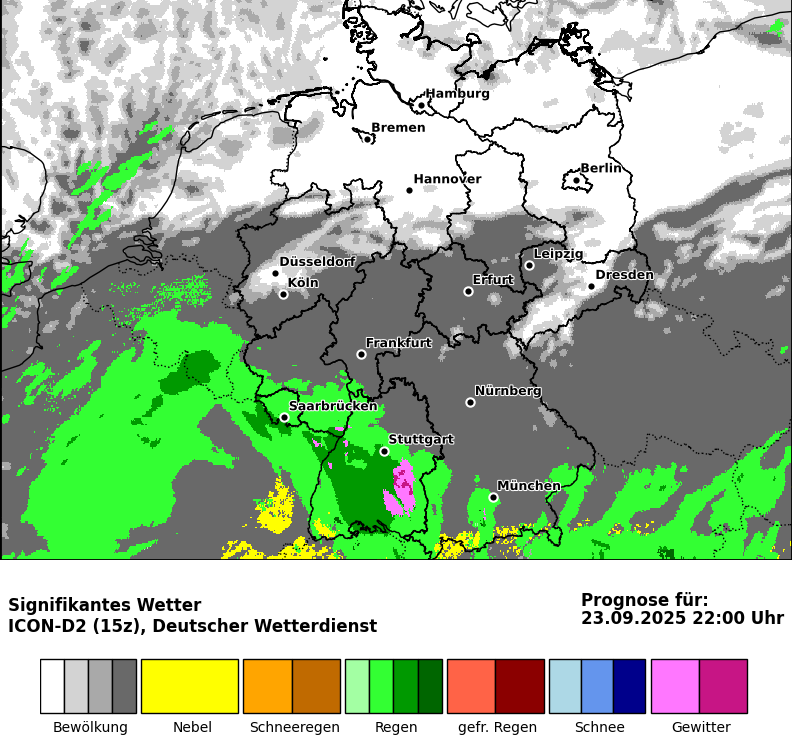 Hamburg
Bremen
Berlin
Hannover
Düsseldorf
Leipzig
Köln
Erfurt
Dresden
Frankfurt
Nürnberg
Saarbrücken
Stuttgart
München
Signifikantes Wetter
ICON-D2 (15z), Deutscher Wetterdienst
Prognose für:
23.09.2025 22:00 Uhr
Bewölkung
Nebel
Schneeregen
Regen
gefr. Regen
Schnee
Gewitter